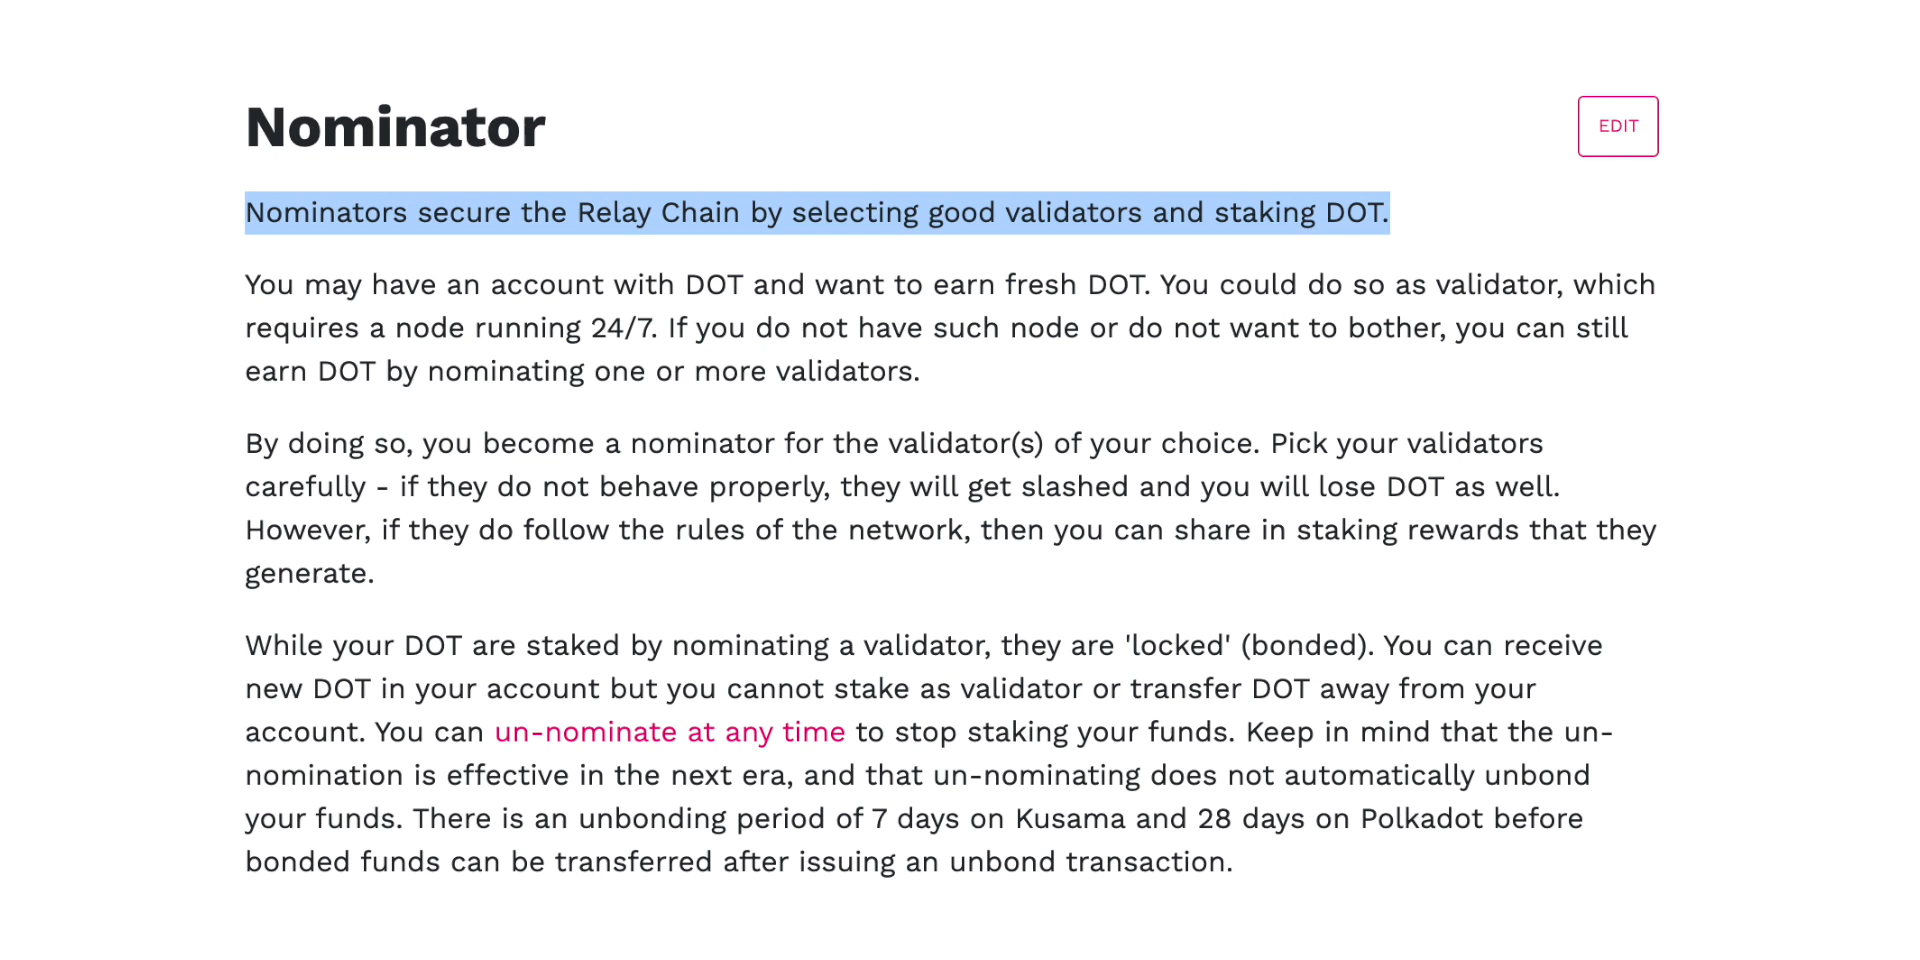 Nominator
EDIT
Nominators secure the Relay Chain by selecting good validators and staking DOT.
You may have an account with DOT and want to earn fresh DOT. You could do so as validator, which
requires a node running 24/7. If you do not have such node or do not want to bother, you can still
earn DOT by nominating one or more validators.
By doing so, you become a nominator for the validator(s) of your choice. Pick your validators
carefully - if they do not behave properly, they will get slashed and you will lose DOT as well.
However, if they do follow the rules of the network, then you can share in staking rewards that they
generate.
While your DOT are staked by nominating a validator, they are 'locked' (bonded). You can receive
new DOT in your account but you cannot stake as validator or transfer DOT away from your
account. You can un-nominate at any time to stop staking your funds. Keep in mind that the un-
nomination is effective in the next era, and that un-nominating does not automatically unbond
your funds. There is an unbonding period of 7 days on Kusama and 28 days on Polkadot before
bonded funds can be transferred after issuing an unbond transaction.